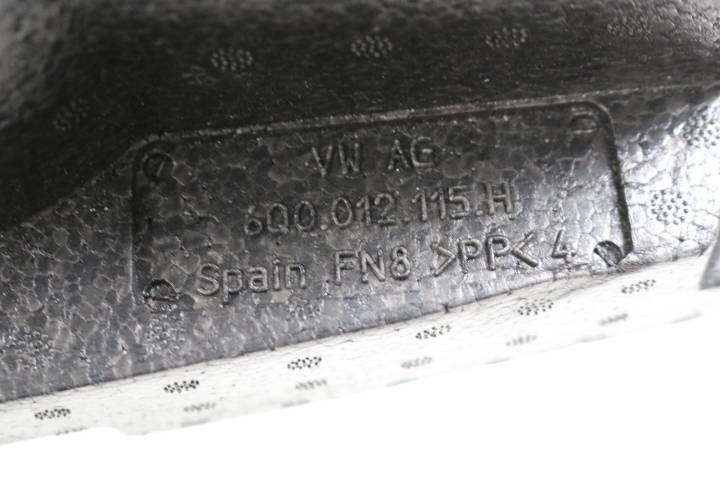 VW AG
6Q0.012.115.H
Spain FN8 >PP< 4